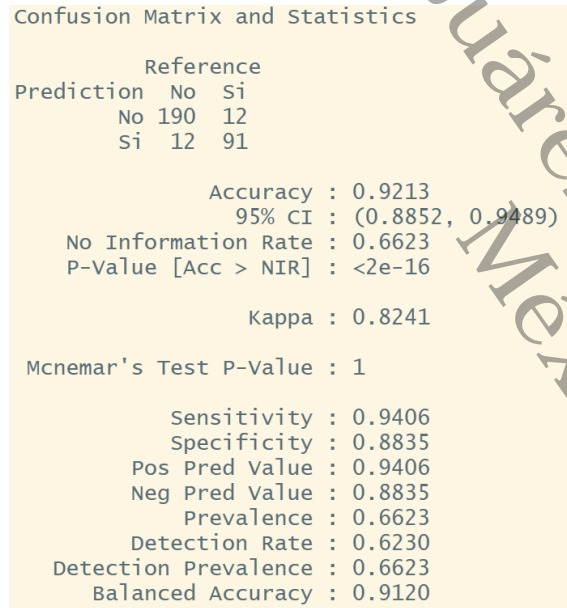 Confusion Matrix and Statistics
Reference
Prediction No Si
No 190 12
Si 12 91
Accuracy : 0.9213
95% CI : (0.8852, 0.9489)
No Information Rate : 0.6623
P-Value [Acc > NIR] : <2e-16
Kappa : 0.8241
Mcnemar's Test P-Value : 1
Sensitivity : 0.9406
Specificity : 0.8835
Pos Pred Value : 0.9406
Neg Pred Value : 0.8835
Prevalence : 0.6623
Detection Rate : 0.6230
Detection Prevalence : 0.6623
Balanced Accuracy : 0.9120